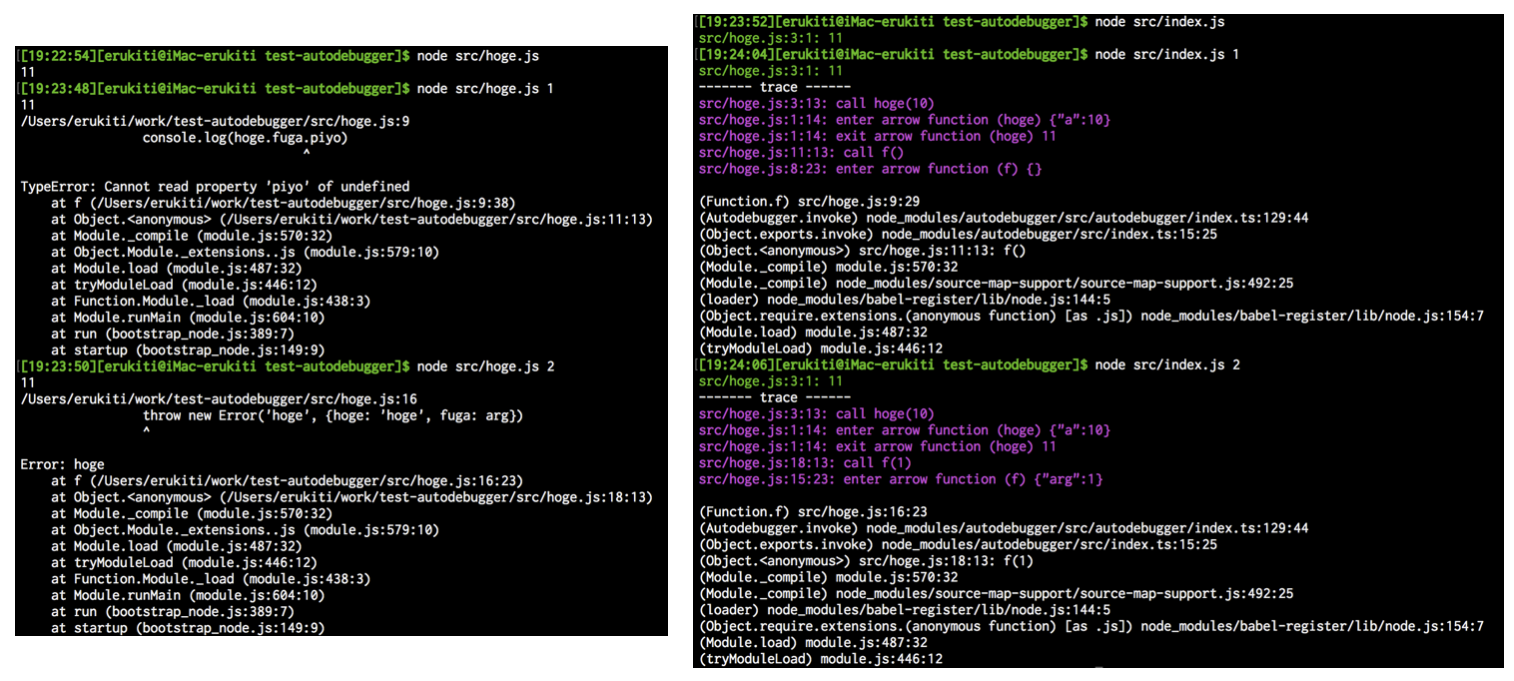 [[19:22:54][erukiti@iMac-erukiti test-autodebugger]$ node src/hoge.js
11
[[19:23:48][erukiti@iMac-erukiti test-autodebugger]$ node src/hoge.js 1
11
/Users/erukiti/work/test-autodebugger/src/hoge.js:9
console.log(hoge.fuga.piyo)
^
TypeError: Cannot read property 'piyo' of undefined
at f (/Users/erukiti/work/test-autodebugger/src/hoge.js:9:38)
at Object.<anonymous> (/Users/erukiti/work/test-autodebugger/src/hoge.js:11:13)
at Module._compile (module.js:570:32)
at Object.Module._extensions..js (module.js:579:10)
at Module.load (module.js:487:32)
at tryModuleLoad (module.js:446:12)
at Function.Module._load (module.js:438:3)
at Module.runMain (module.js:604:10)
at run (bootstrap_node.js:389:7)
at startup (bootstrap_node.js:149:9)
[[19:23:50][erukiti@iMac-erukiti test-autodebugger]$ node src/hoge.js 2
11
/Users/erukiti/work/test-autodebugger/src/hoge.js:16
throw new Error('hoge', {hoge: 'hoge', fuga: arg})
^
Error: hoge
at f (/Users/erukiti/work/test-autodebugger/src/hoge.js:16:23)
at Object.<anonymous> (/Users/erukiti/work/test-autodebugger/src/hoge.js:18:13)
at Module._compile (module.js:570:32)
at Object.Module._extensions..js (module.js:579:10)
at Module.load (module.js:487:32)
at tryModuleLoad (module.js:446:12)
at Function.Module._load (module.js:438:3)
at Module.runMain (module.js:604:10)
at run (bootstrap_node.js:389:7)
at startup (bootstrap_node.js:149:9)
[[19:23:52][erukiti@iMac-erukiti test-autodebugger]$ node src/index.js
src/hoge.js:3:1: 11
[[19:24:04][erukiti@iMac-erukiti test-autodebugger]$ node src/index.js 1
src/hoge.js:3:1: 11
------- trace ------
src/hoge.js:3:13: call hoge(10)
src/hoge.js:1:14: enter arrow function (hoge) {"a":10}
src/hoge.js:1:14: exit arrow function (hoge) 11
src/hoge.js:11:13: call f()
src/hoge.js:8:23: enter arrow function (f) {}
(Function.f) src/hoge.js:9:29
(Autodebugger.invoke) node_modules/autodebugger/src/autodebugger/index.ts:129:44
(Object.exports.invoke) node_modules/autodebugger/src/index.ts:15:25
(Object.<anonymous>) src/hoge.js:11:13: f()
(Module._compile) module.js:570:32
(Module._compile) node_modules/source-map-support/source-map-support.js:492:25
(loader) node_modules/babel-register/lib/node.js:144:5
(Object.require.extensions.(anonymous function) [as .js]) node_modules/babel-register/lib/node.js:154:7
(Module.load) module.js:487:32
(tryModuleLoad) module.js:446:12
[[19:24:06][erukiti@iMac-erukiti test-autodebugger]$ node src/index.js 2
src/hoge.js:3:1: 11
------- trace ------
src/hoge.js:3:13: call hoge(10)
src/hoge.js:1:14: enter arrow function (hoge) {"a":10}
src/hoge.js:1:14: exit arrow function (hoge) 11
src/hoge.js:18:13: call f(1)
src/hoge.js:15:23: enter arrow function (f) {"arg":1}
(Function.f) src/hoge.js:16:23
(Autodebugger.invoke) node_modules/autodebugger/src/autodebugger/index.ts:129:44
(Object.exports.invoke) node_modules/autodebugger/src/index.ts:15:25
(Object.<anonymous>) src/hoge.js:18:13: f(1)
(Module._compile) module.js:570:32
(Module._compile) node_modules/source-map-support/source-map-support.js:492:25
(loader) node_modules/babel-register/lib/node.js:144:5
(Object.require.extensions.(anonymous function) [as .js]) node_modules/babel-register/lib/node.js:154:7
(Module.load) module.js:487:32
(tryModuleLoad) module.js:446:12